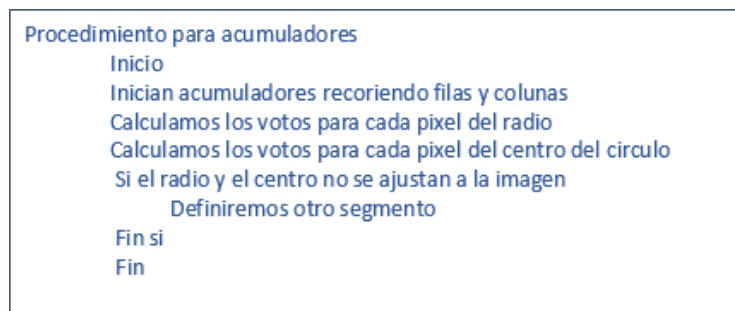 Procedimiento para acumuladores
Inicio
Inician acumuladores recoriendo filas y colunas
Calculamos los votos para cada pixel del radio
Calculamos los votos para cada pixel del centro del circulo
Si el radio y el centro no se ajustan a la imagen
Definiremos otro segmento
Fin si
Fin